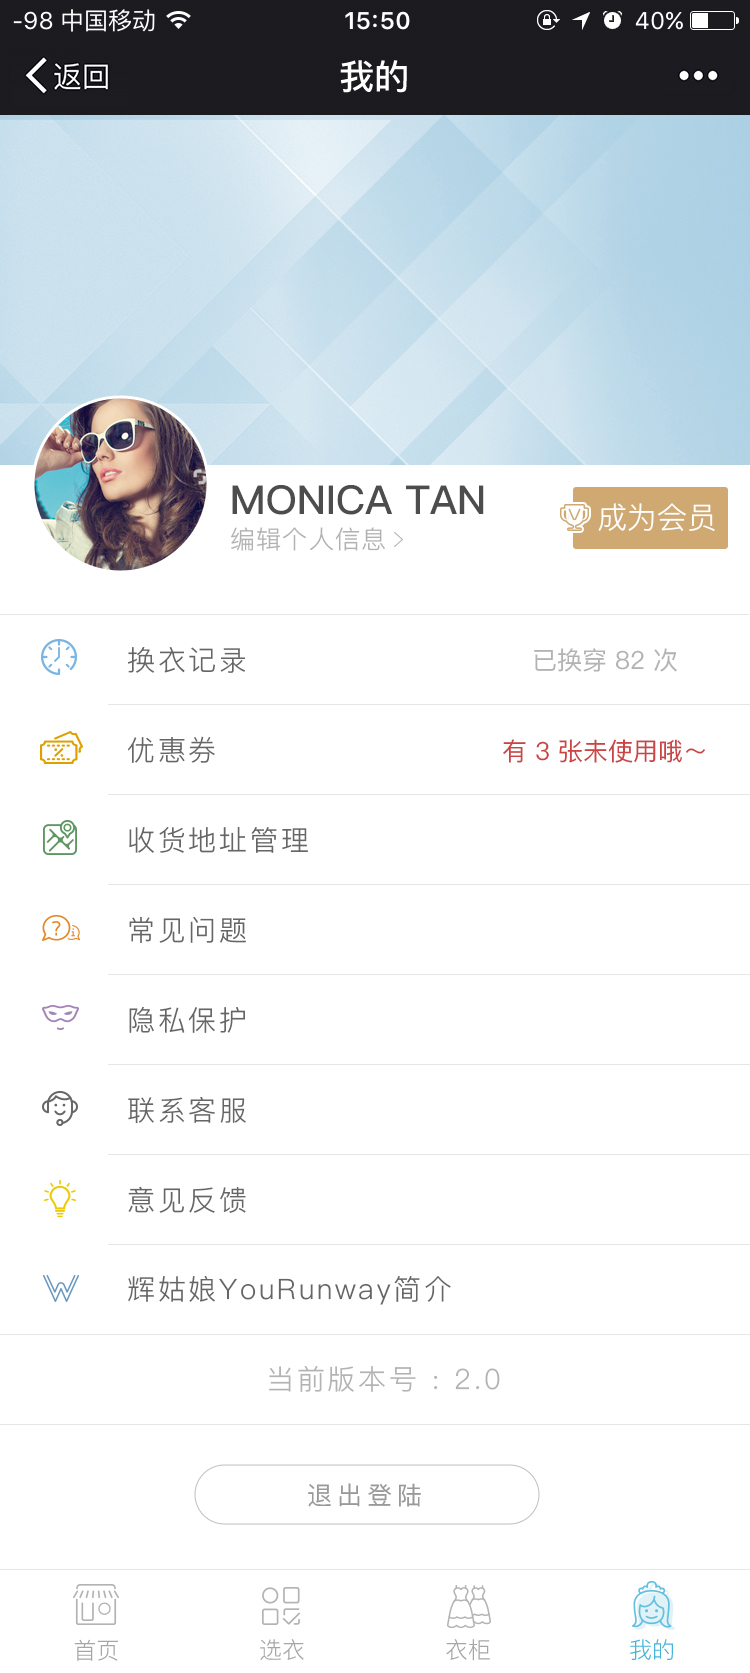 -98 中国移动 15:50 40%
返回 我的
MONICA TAN
编辑个人信息
成为会员
换衣记录 已换穿 82 次
优惠券 有 3 张未使用哦～
收货地址管理
常见问题
隐私保护
联系客服
意见反馈
辉姑娘YouRunway简介
当前版本号：2.0
退出登陆
首页 选衣 衣柜 我的